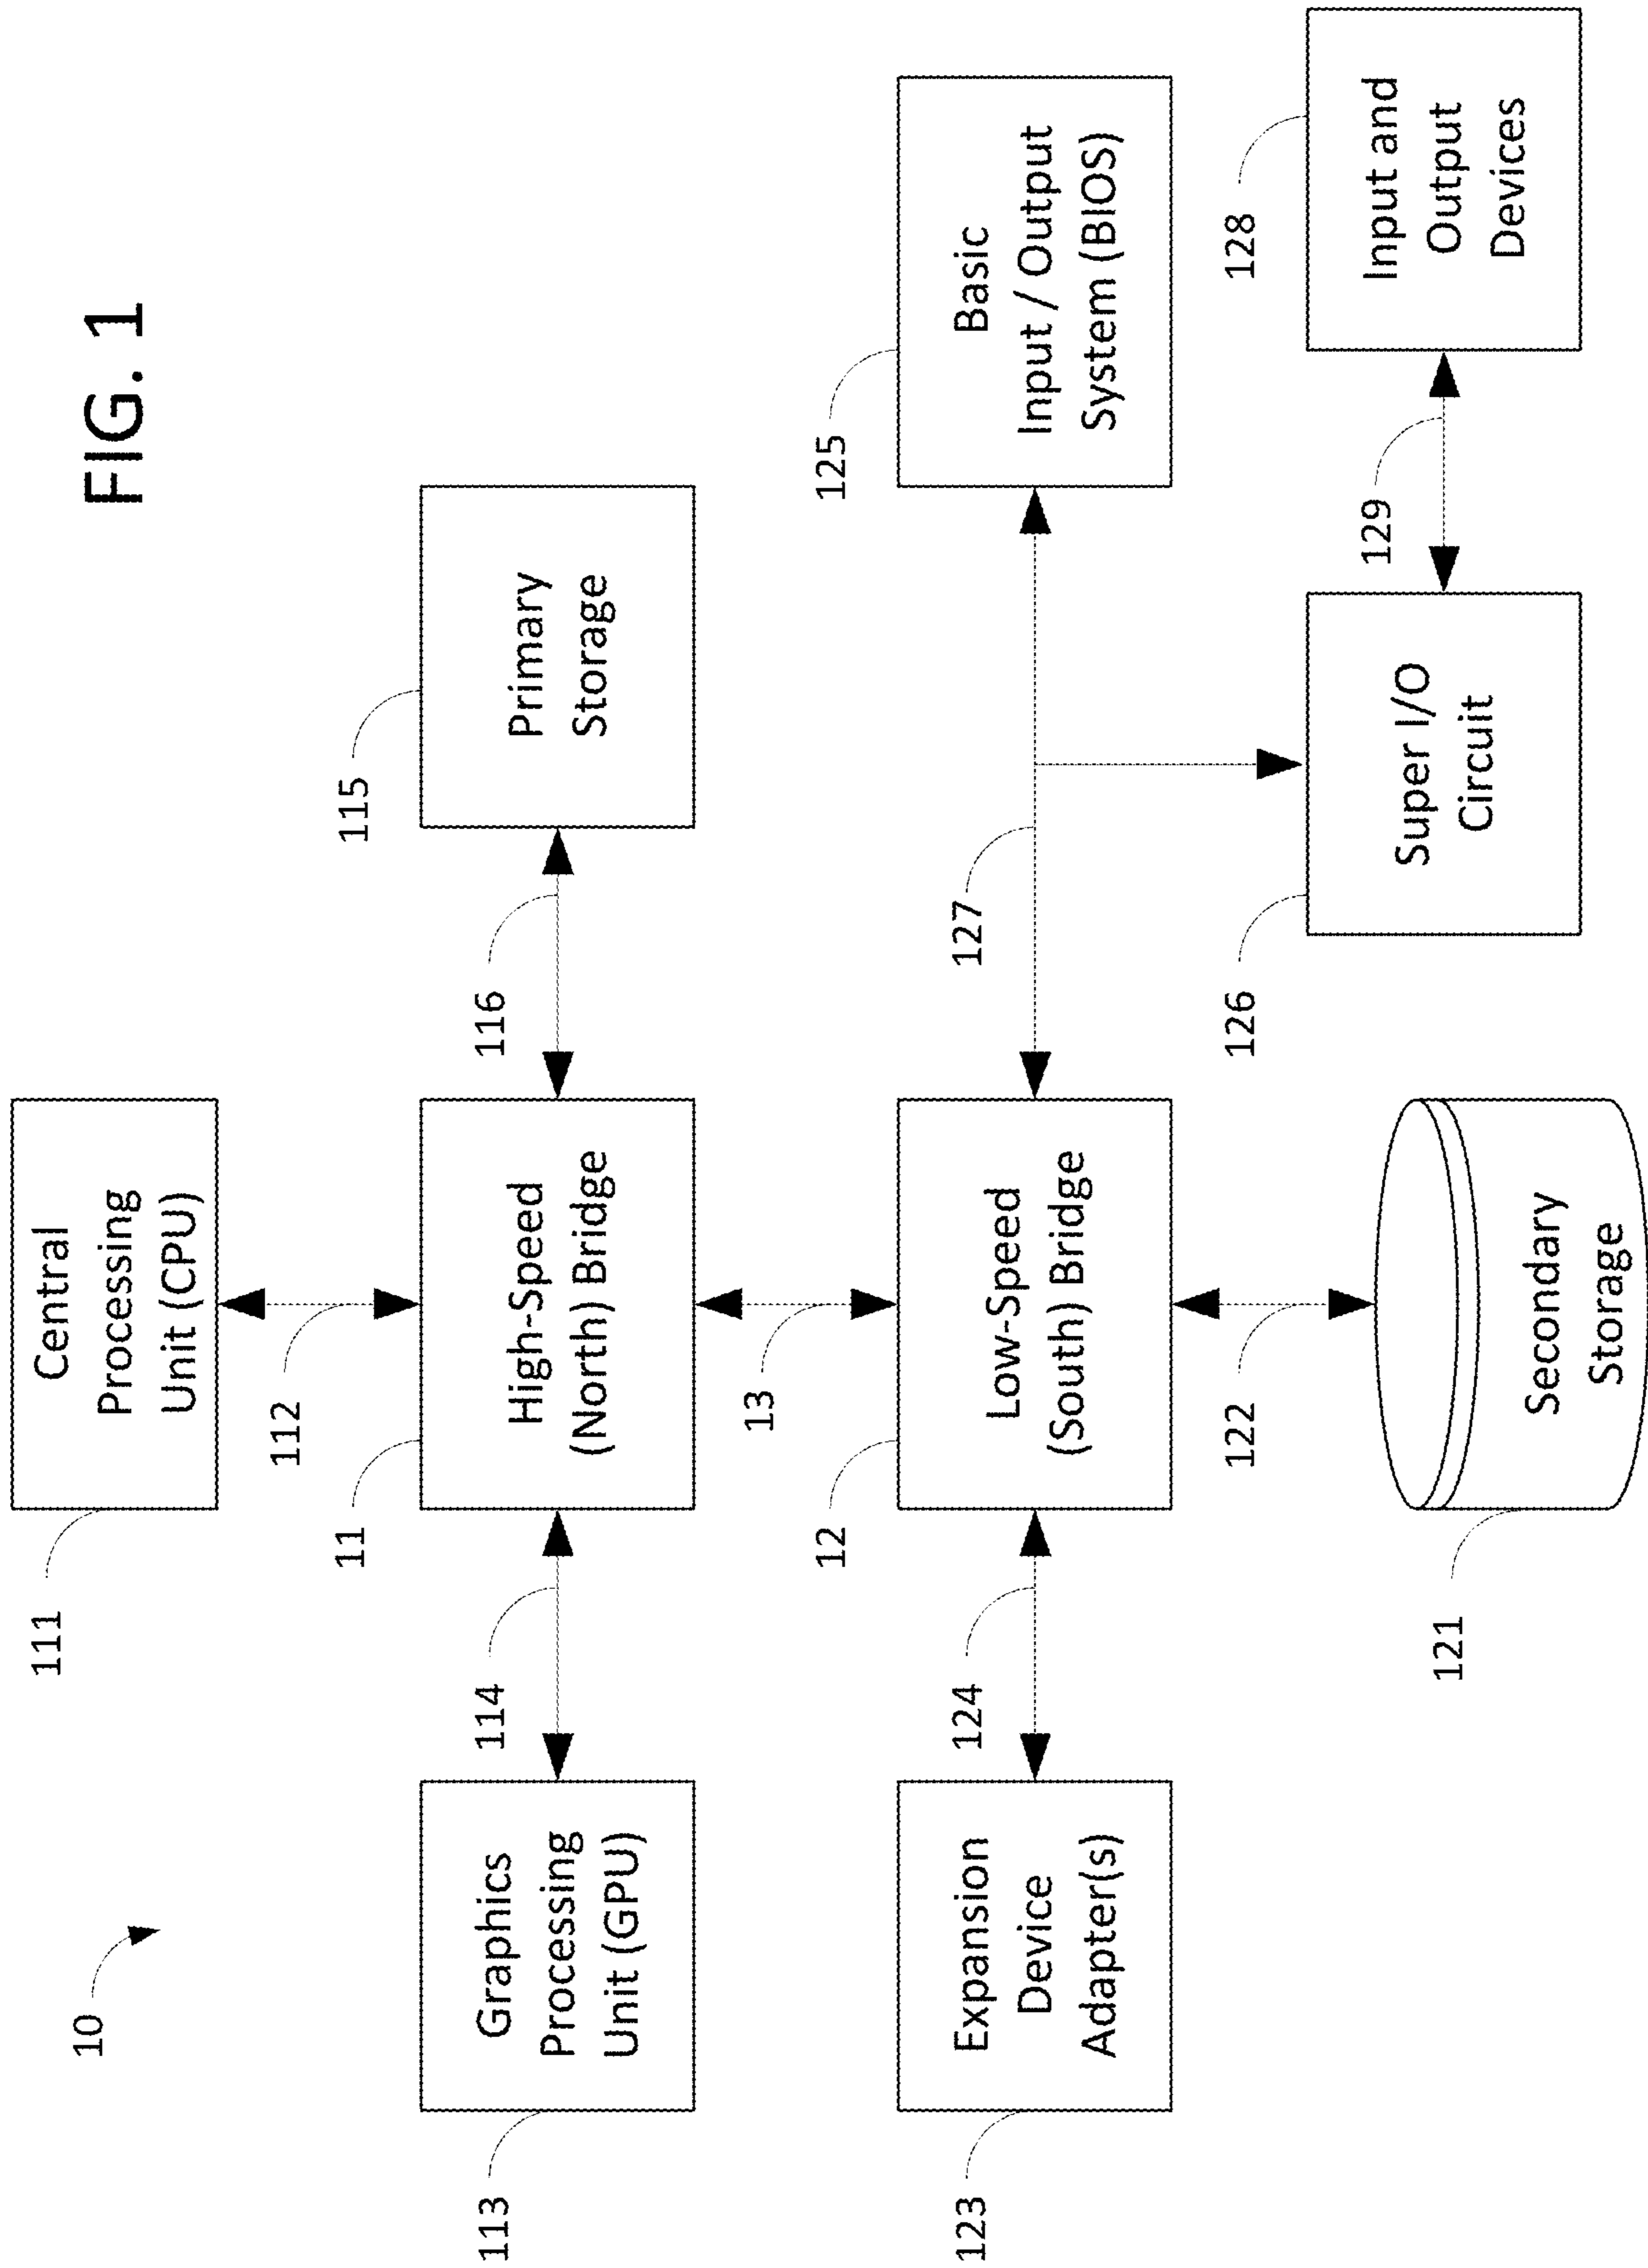 FIG. 1
10
111
Central
Processing
Unit (CPU)
112
113
Graphics
Processing
Unit (GPU)
114
11
High-Speed
(North) Bridge
116
115
Primary
Storage
13
123
Expansion
Device
Adapter(s)
124
12
Low-Speed
(South) Bridge
127
125
Basic
Input / Output
System (BIOS)
122
121
Secondary
Storage
126
Super I/O
Circuit
129
128
Input and
Output
Devices